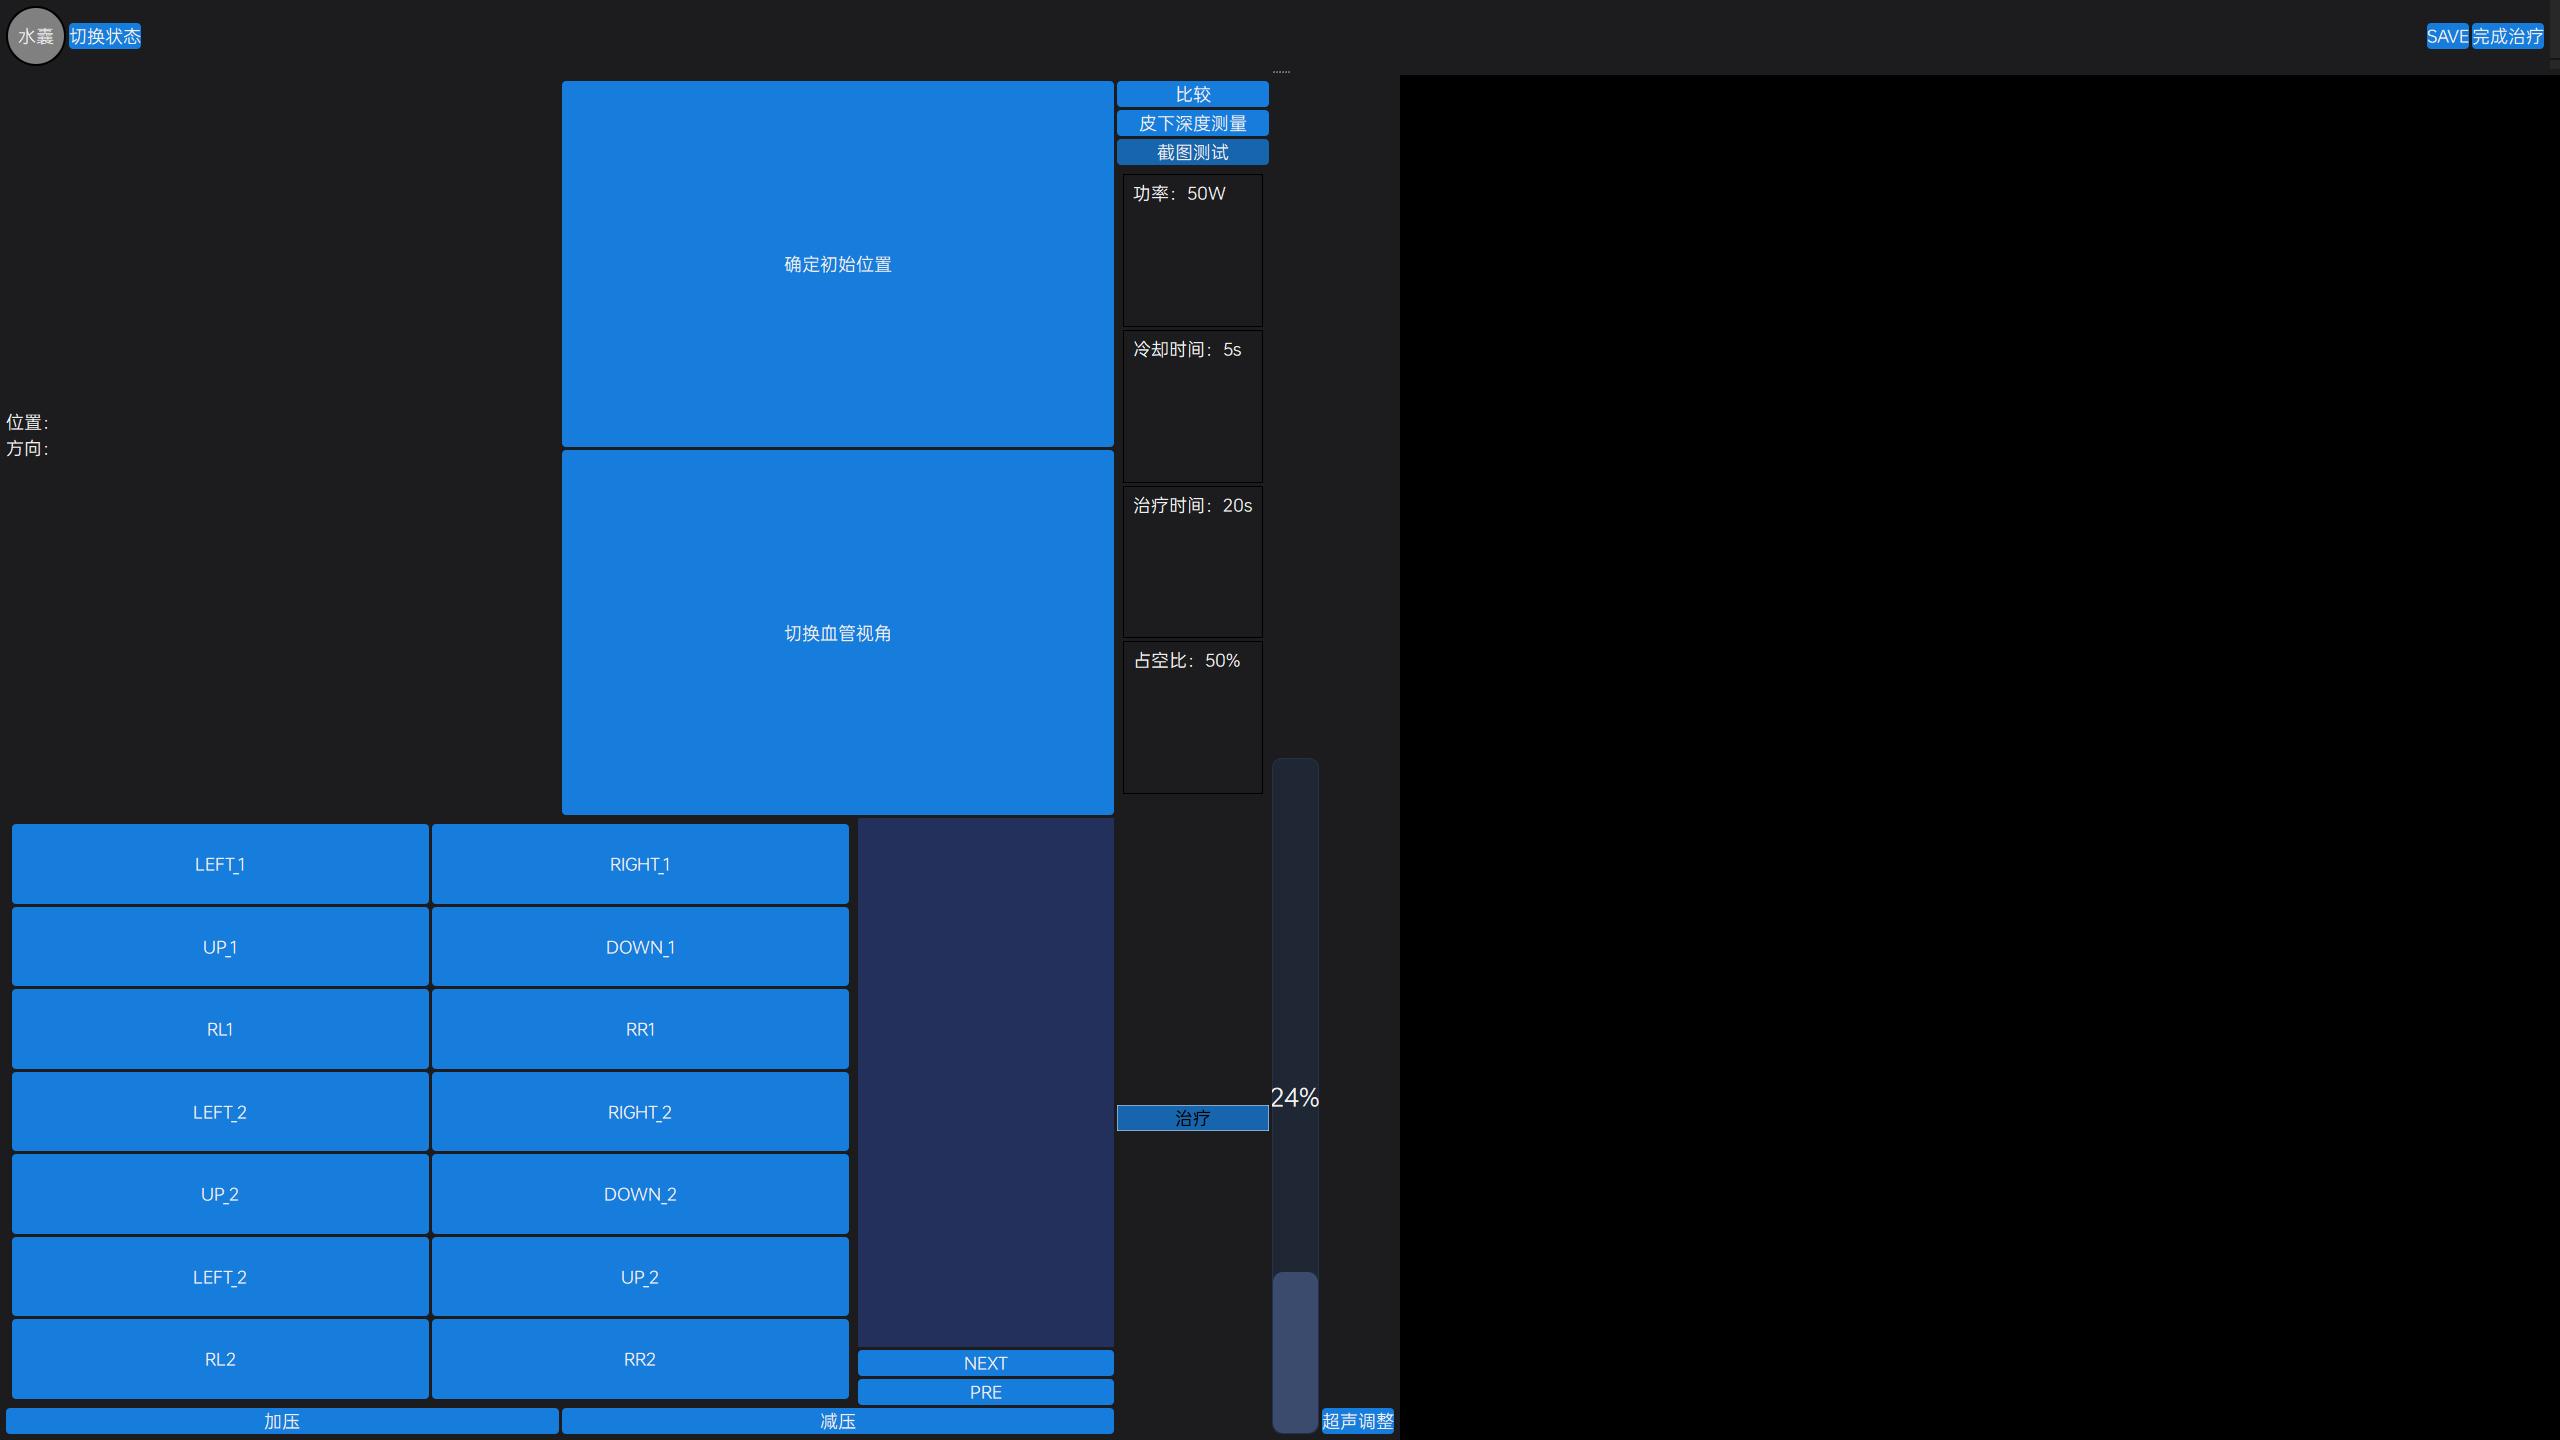 水囊 切换状态 SAVE 完成治疗
比较
皮下深度测量
截图测试
功率：50W
确定初始位置
冷却时间：5s
位置：
方向：
治疗时间：20s
切换血管视角
占空比：50%
LEFT_1 RIGHT_1
UP_1 DOWN_1
RL1 RR1
24%
LEFT_2 RIGHT_2
治疗
UP_2 DOWN_2
LEFT_2 UP_2
RL2 RR2
NEXT
PRE
加压 减压 超声调整